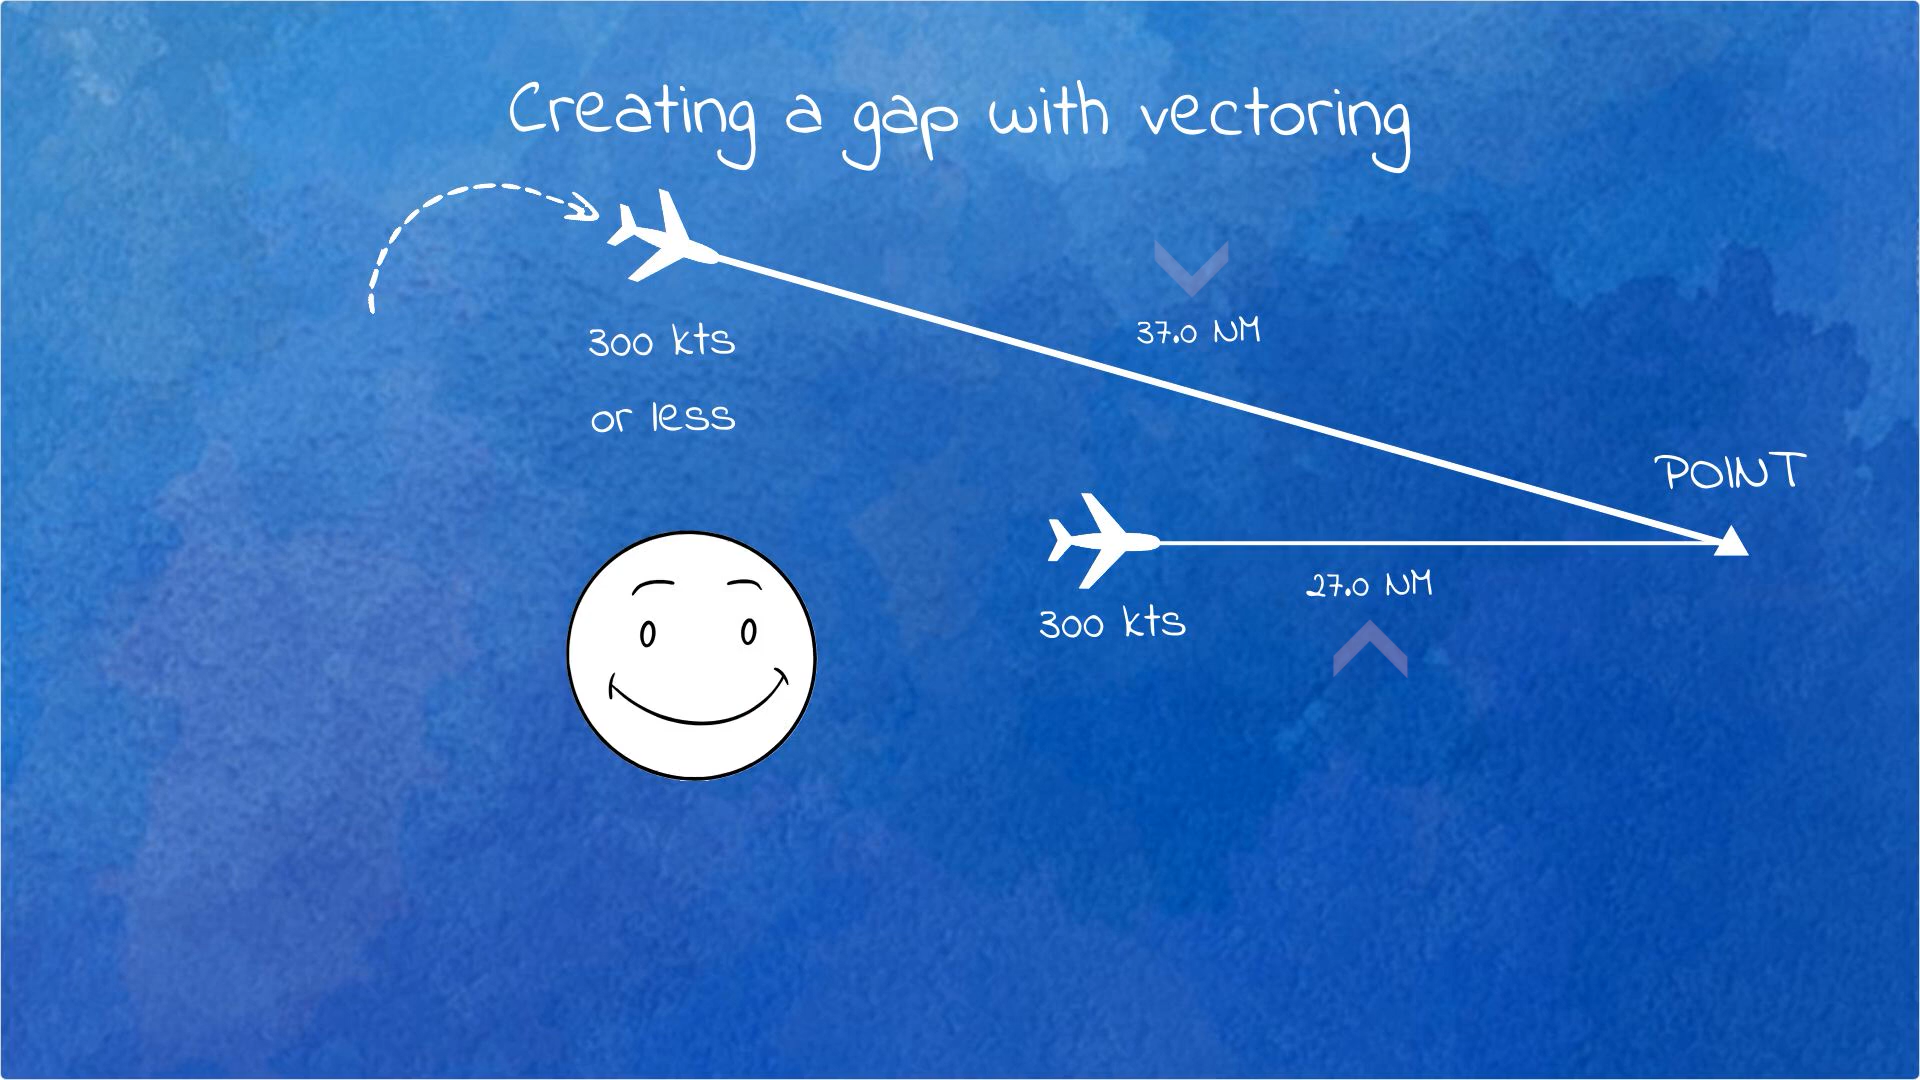 Creating a gap with vectoring
300 kts
or less
37.0 NM
POINT
27.0 NM
300 kts